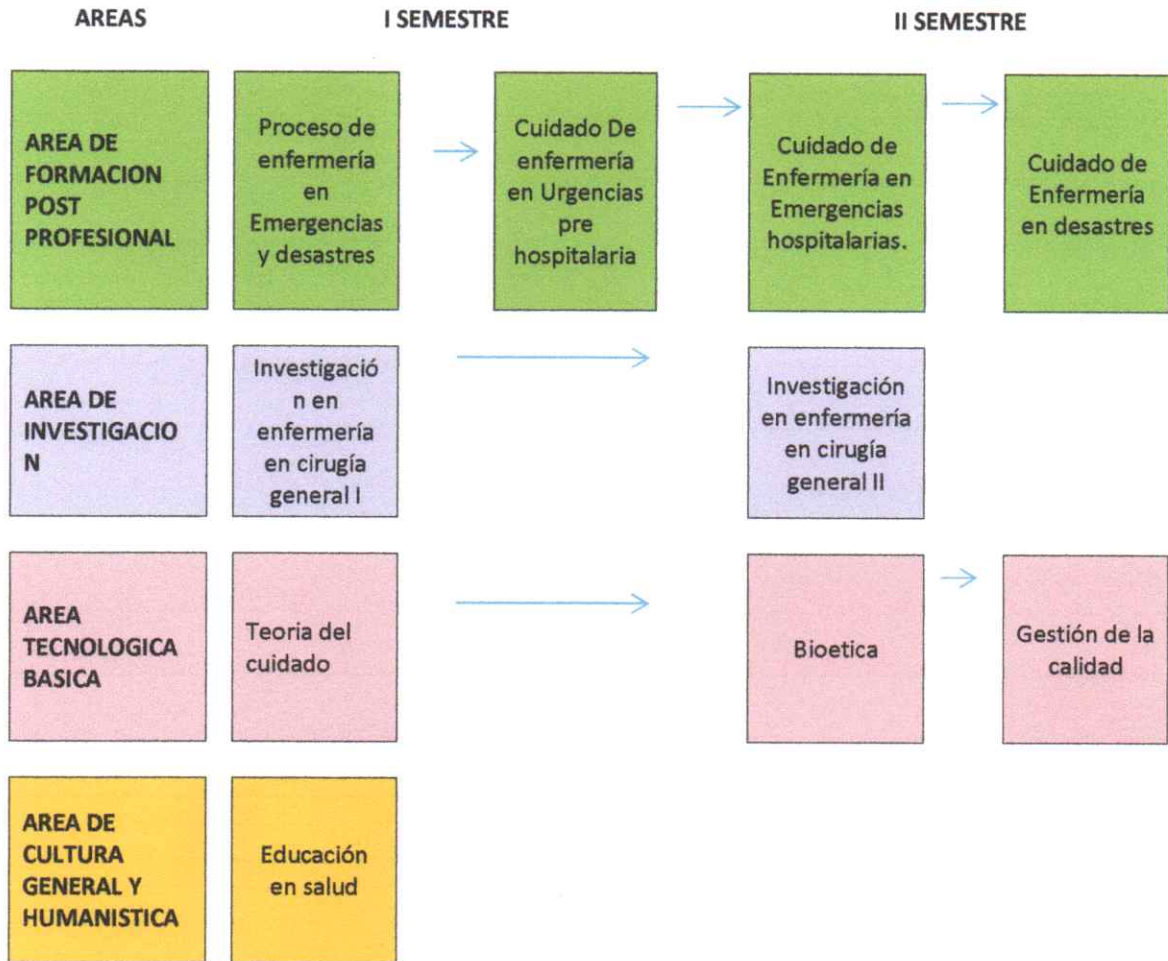 AREAS
I SEMESTRE
II SEMESTRE
AREA DE
FORMACION
POST
PROFESIONAL
Proceso de
enfermería
en
Emergencias
y desastres
Cuidado De
enfermería
en Urgencias
pre
hospitalaria
Cuidado de
Enfermería en
Emergencias
hospitalarias.
Cuidado de
Enfermería
en desastres
AREA DE
INVESTIGACIO
N
Investigació
n en
enfermería
en cirugía
general I
Investigación
en enfermería
en cirugía
general II
AREA
TECNOLOGICA
BASICA
Teoria del
cuidado
Bioetica
Gestión de la
calidad
AREA DE
CULTURA
GENERAL Y
HUMANISTICA
Educación
en salud